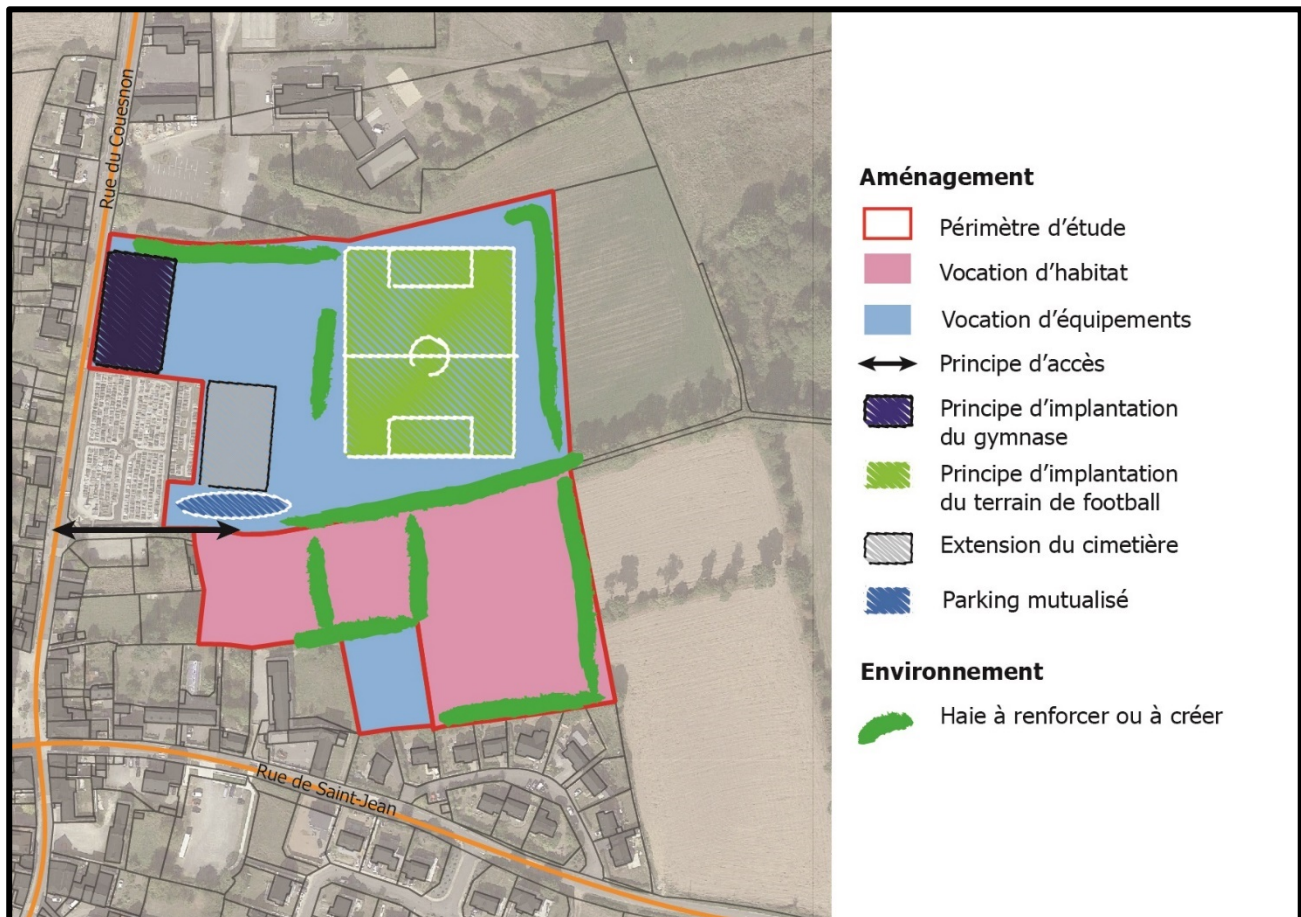 Rue du Couesnon
Rue de Saint-Jean
Aménagement
Périmètre d'étude
Vocation d'habitat
Vocation d'équipements
Principe d'accès
Principe d'implantation
du gymnase
Principe d'implantation
du terrain de football
Extension du cimetière
Parking mutualisé
Environnement
Haie à renforcer ou à créer